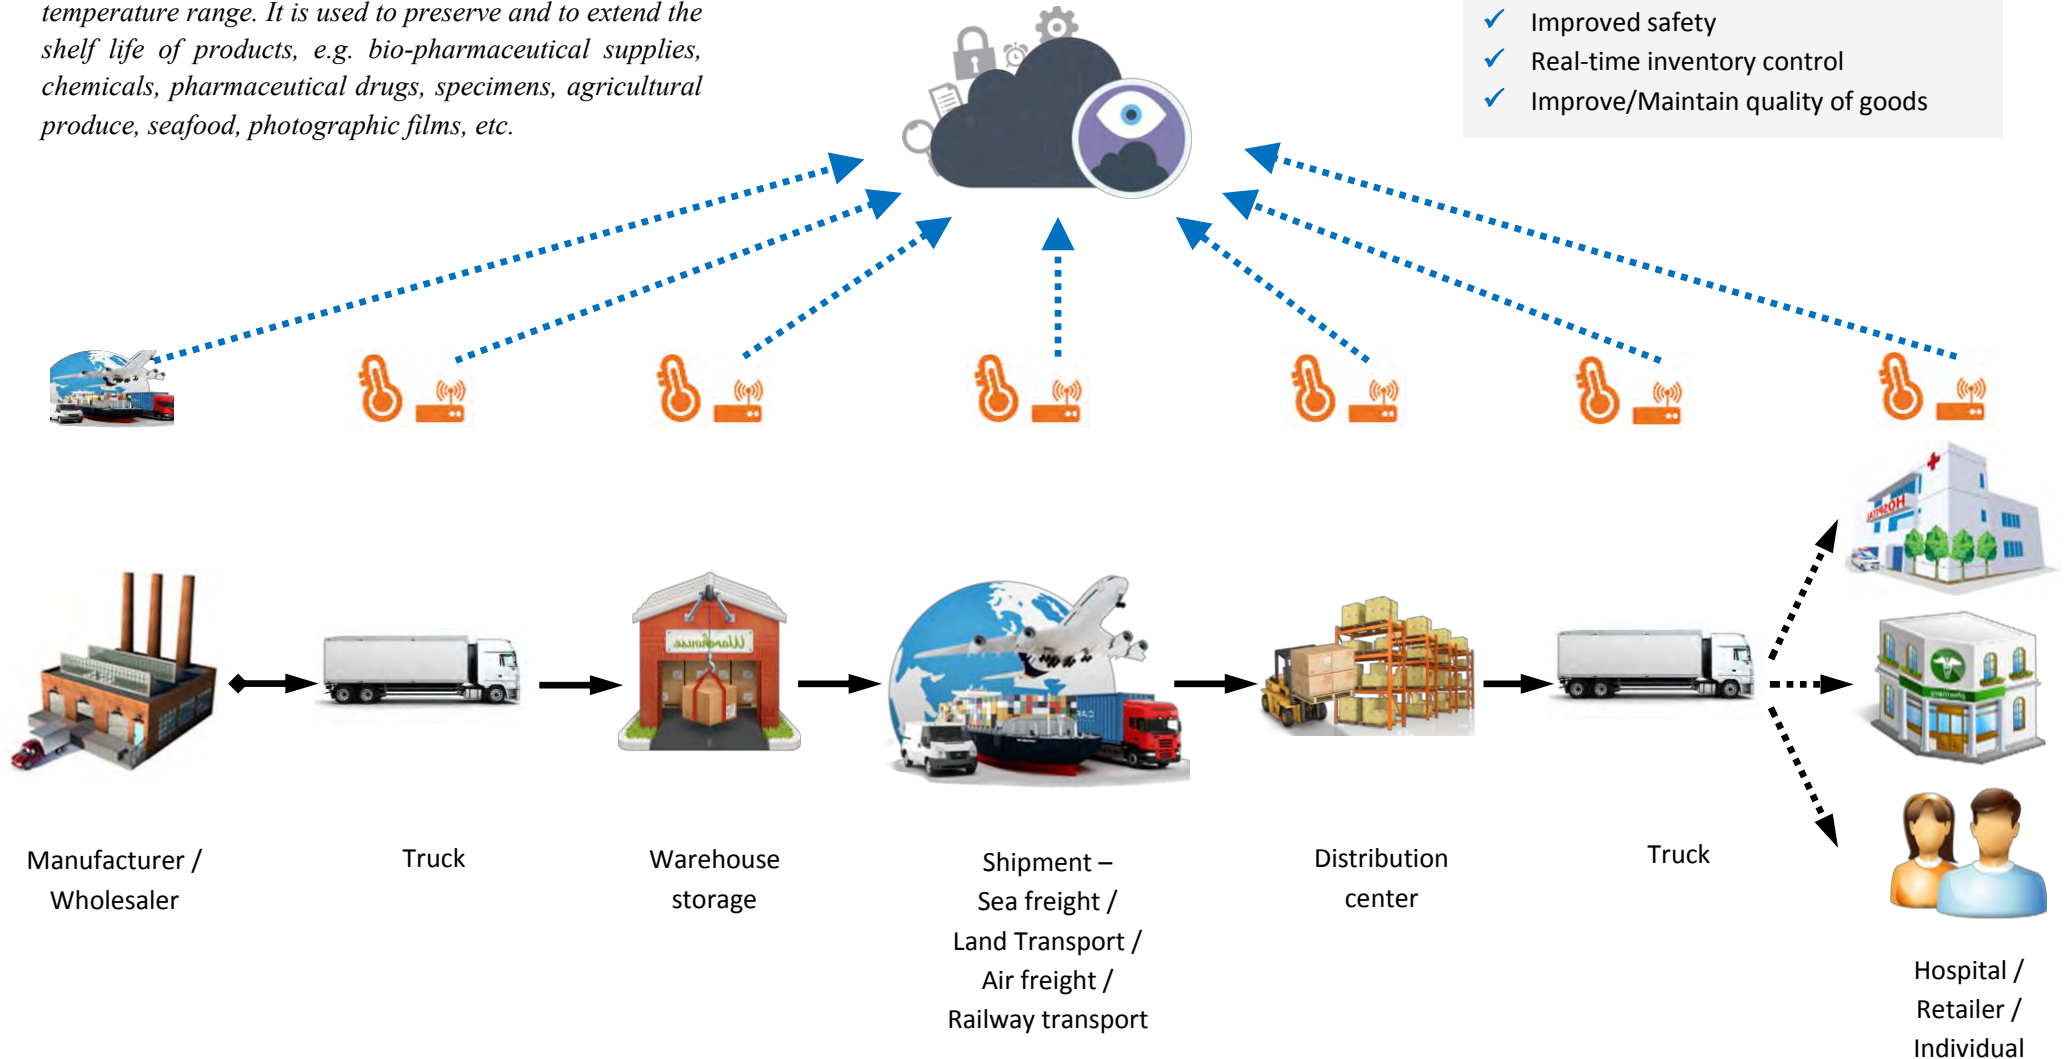 temperature range. It is used to preserve and to extend the
shelf life of products, e.g. bio-pharmaceutical supplies,
chemicals, pharmaceutical drugs, specimens, agricultural
produce, seafood, photographic films, etc.
✓ Improved safety
✓ Real-time inventory control
✓ Improve/Maintain quality of goods
HOSPITAL
Warehouse
pharmacy
Manufacturer /
Wholesaler
Truck
Warehouse
storage
Shipment –
Sea freight /
Land Transport /
Air freight /
Railway transport
Distribution
center
Truck
Hospital /
Retailer /
Individual